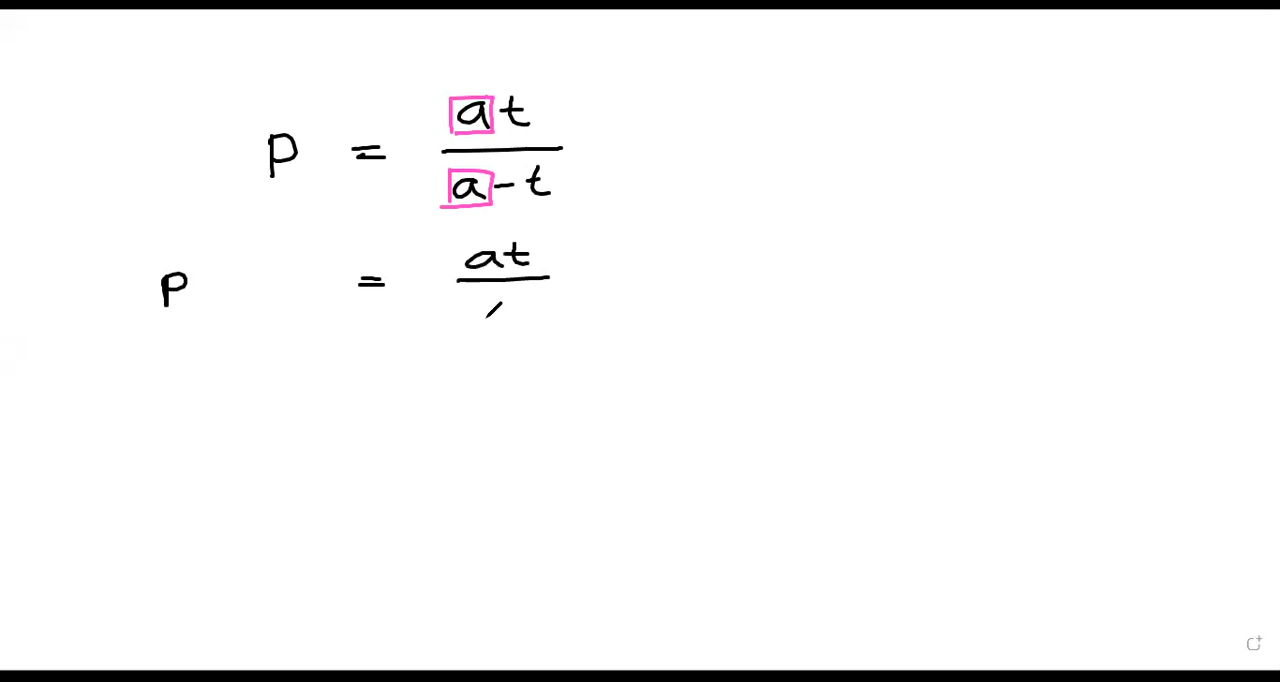 p = at / a - t
p = at /